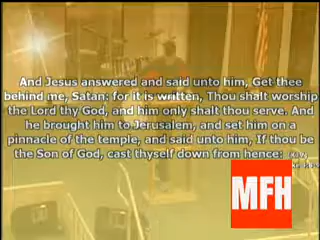 And Jesus answered and said unto him, Get thee
behind me, Satan: for it is written, Thou shalt worship
the Lord thy God, and him only shalt thou serve. And
he brought him to Jerusalem, and set him on a
pinnacle of the temple, and said unto him, If thou be
the Son of God, cast thyself down from hence:
MFH